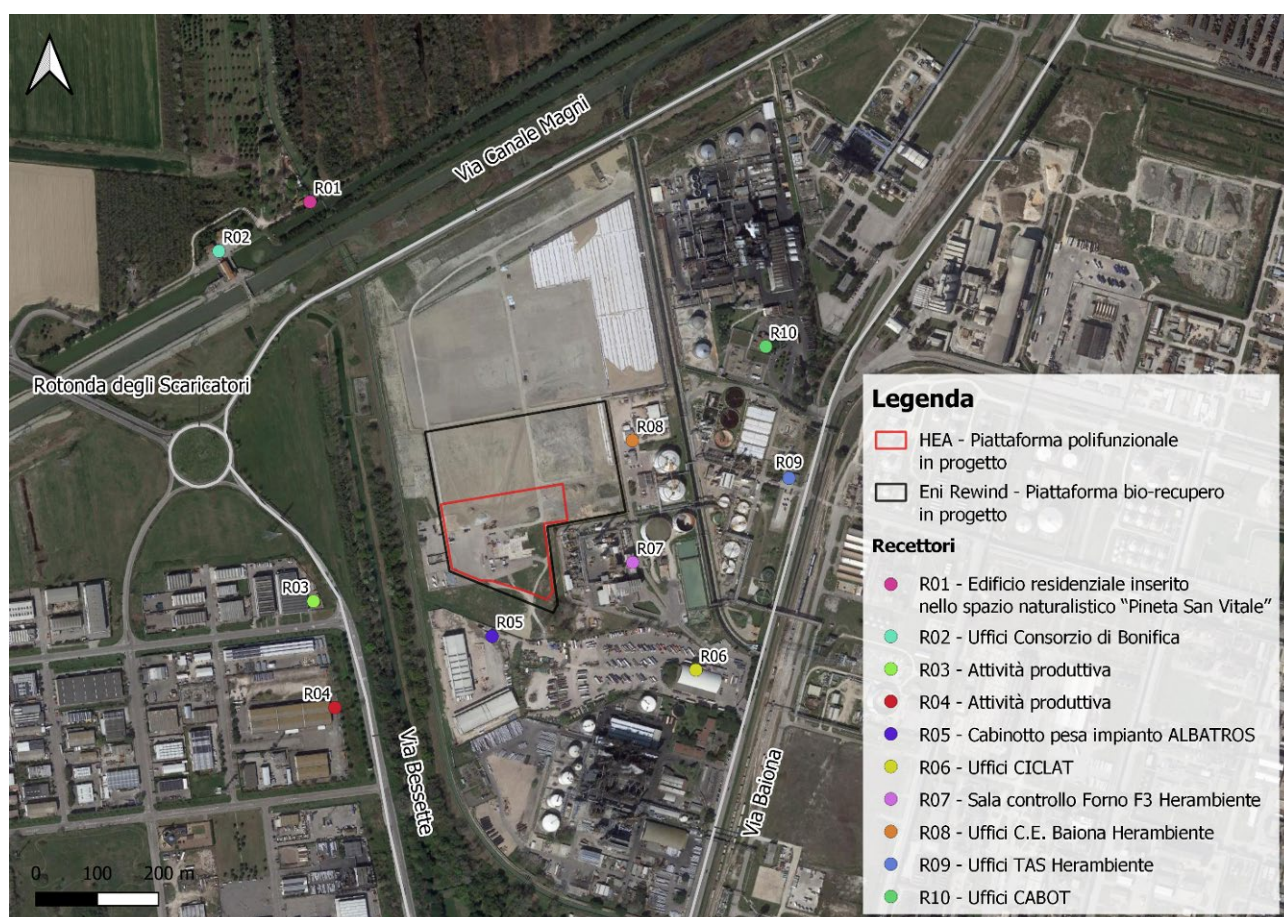 Via Canale Magni
R01
R02
R10
Rotonda degli Scaricatori
R08
R09
R07
R03
R05
R06
R04
Via Bessette
Via Baiona
0 100 200 m
Legenda
HEA - Piattaforma polifunzionale
in progetto
Eni Rewind - Piattaforma bio-recupero
in progetto
Recettori
R01 - Edificio residenziale inserito
nello spazio naturalistico “Pineta San Vitale”
R02 - Uffici Consorzio di Bonifica
R03 - Attività produttiva
R04 - Attività produttiva
R05 - Cabinotto pesa impianto ALBATROS
R06 - Uffici CICLAT
R07 - Sala controllo Forno F3 Herambiente
R08 - Uffici C.E. Baiona Herambiente
R09 - Uffici TAS Herambiente
R10 - Uffici CABOT